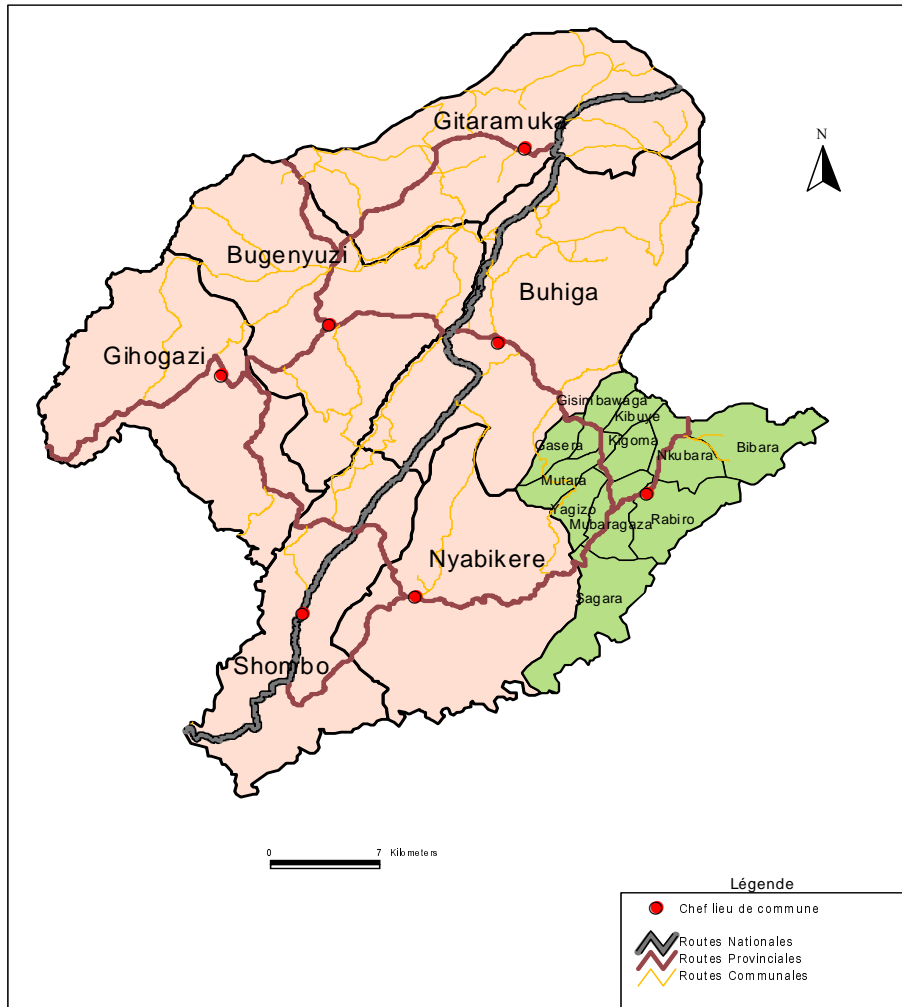 Gitaramuka
N
Bugenyuzi
Buhiga
Gihogazi
Gisimbawaga
Kibuye
Gasera
Kigoma
Nkubara
Bibara
Mutara
Yagizo
Mubaragaza
Rabiro
Nyabikere
Sagara
Shombo
0 7 Kilometers
Légende
Chef lieu de commune
Routes Nationales
Routes Provinciales
Routes Communales